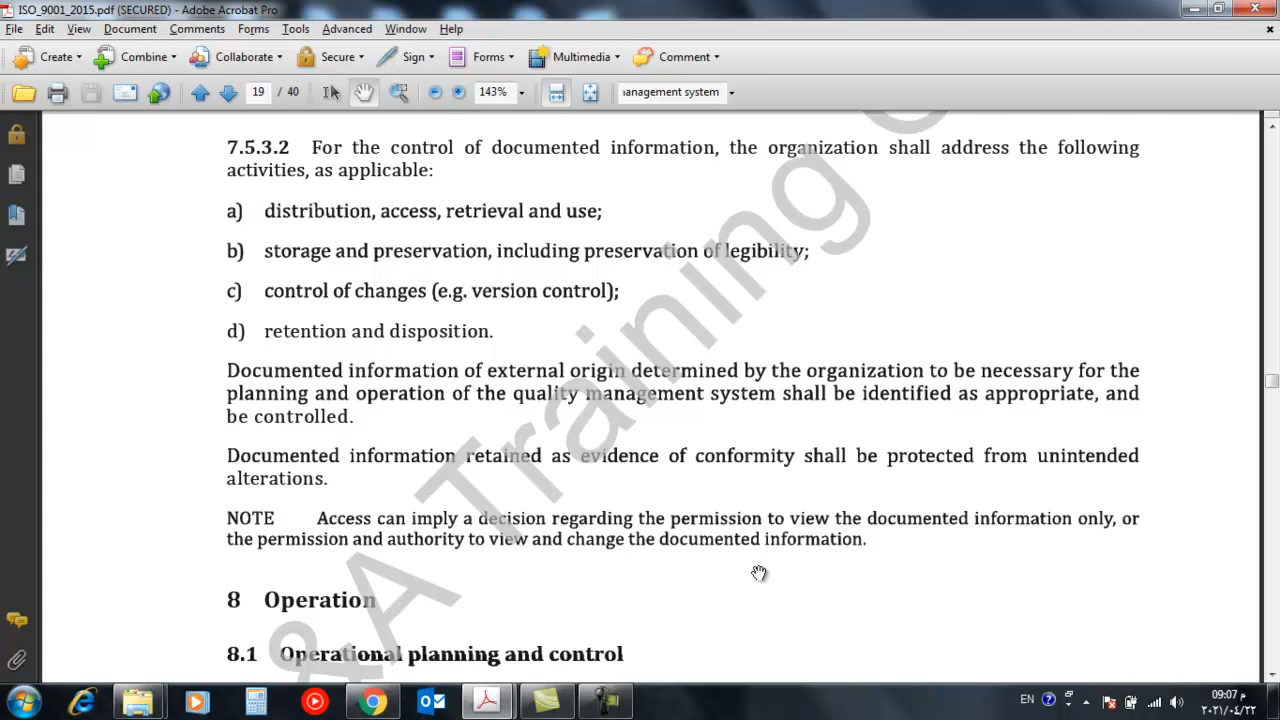 ISO_9001_2015.pdf (SECURED) - Adobe Acrobat Pro
File Edit View Document Comments Forms Tools Advanced Window Help
Create Combine Collaborate Secure Sign Forms Multimedia Comment
19 / 40 143% anagement system
7.5.3.2 For the control of documented information, the organization shall address the following
activities, as applicable:
a) distribution, access, retrieval and use;
b) storage and preservation, including preservation of legibility;
c) control of changes (e.g. version control);
d) retention and disposition.
Documented information of external origin determined by the organization to be necessary for the
planning and operation of the quality management system shall be identified as appropriate, and
be controlled.
Documented information retained as evidence of conformity shall be protected from unintended
alterations.
NOTE Access can imply a decision regarding the permission to view the documented information only, or
the permission and authority to view and change the documented information.
8 Operation
8.1 Operational planning and control
&A Training
EN
09:07 م
٢٠٢١/٠٤/٢٢